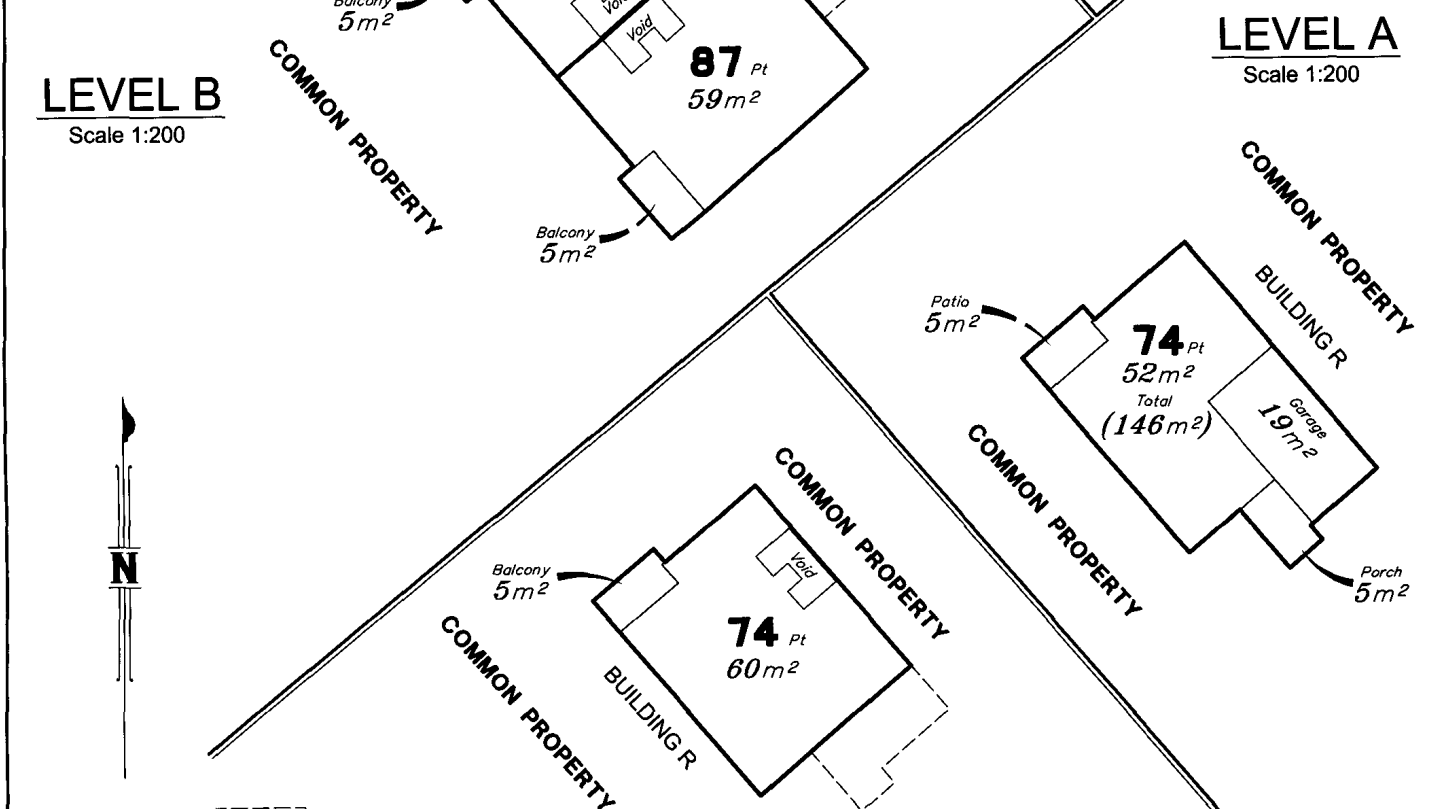 Balcony
5m²
Void
Void
87 Pt
59m²
LEVEL A
Scale 1:200
LEVEL B
Scale 1:200
COMMON PROPERTY
COMMON PROPERTY
Balcony
5m²
BUILDING R
Patio
5m²
74 Pt
52m²
Total
(146m²)
Garage
19m²
COMMON PROPERTY
Porch
5m²
N
COMMON PROPERTY
Balcony
5m²
Void
74 Pt
60m²
COMMON PROPERTY
BUILDING R